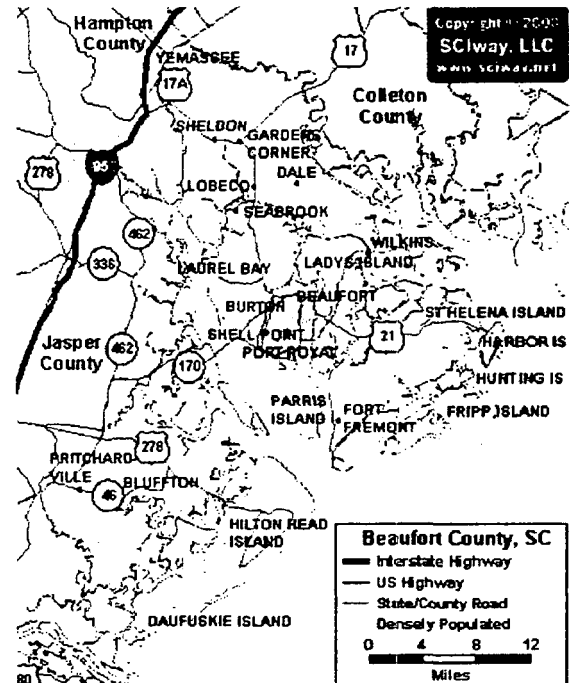 Hampton
County
YEMASSEE
17
Copyright © 2000
SCIway, LLC
www.sciway.net
17A
Colleton
County
SHELDON
GARDENS
CORNER
95
278
DALE
LOBECO
SEABROOK
462
WILKINS
336
LAUREL BAY
LADYS ISLAND
BURTON
BEAUFORT
ST HELENA ISLAND
SHELL POINT
21
HARBOR IS
Jasper
County
PORT ROYAL
462
170
HUNTING IS
PARRIS
ISLAND
FORT
FREMONT
FRIPP ISLAND
278
PRITCHARD
VILLE
BLUFFTON
46
HILTON HEAD
ISLAND
DAUFUSKIE ISLAND
Beaufort County, SC
Interstate Highway
US Highway
State/County Road
Densely Populated
0 4 8 12
Miles
80